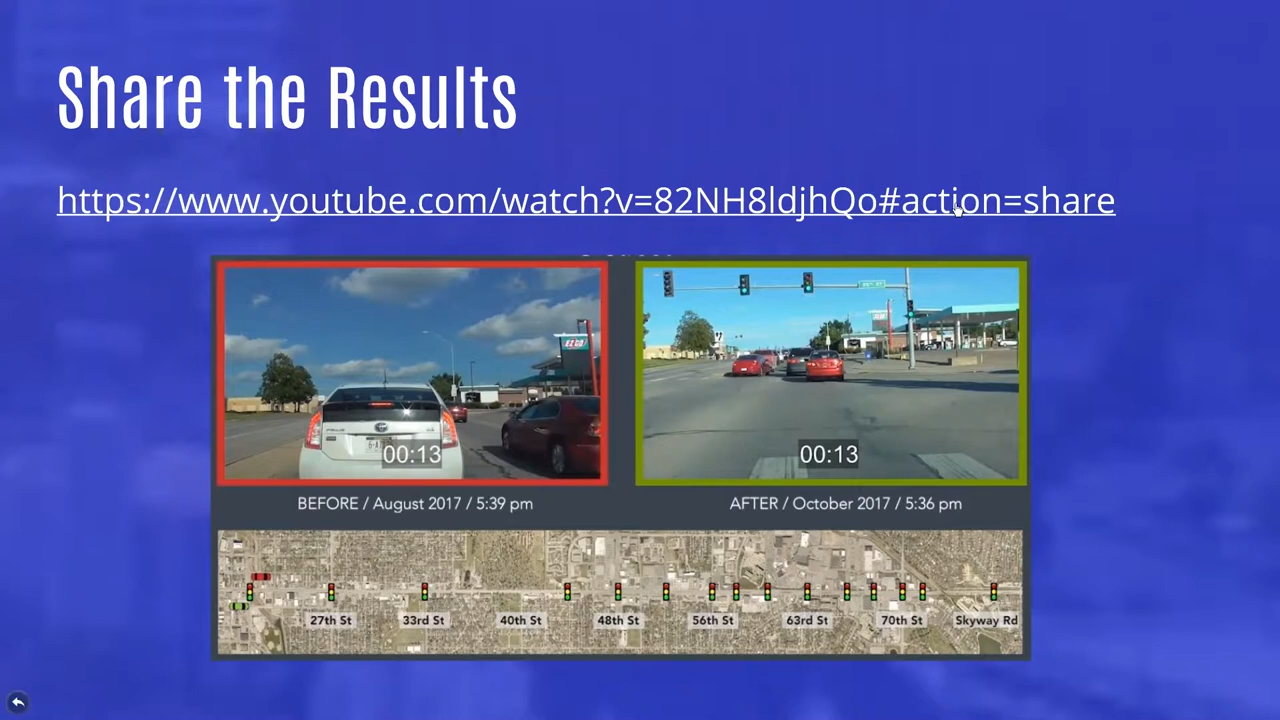 Share the Results
https://www.youtube.com/watch?v=82NH8ldjhQo#action=share
EZ GO
00:13
00:13
BEFORE / August 2017 / 5:39 pm
AFTER / October 2017 / 5:36 pm
27th St 33rd St 40th St 48th St 56th St 63rd St 70th St Skyway Rd